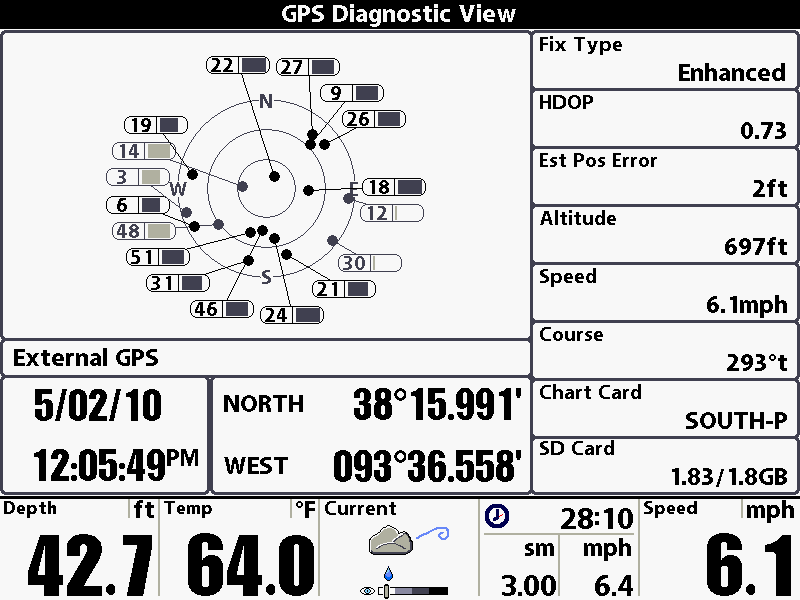 GPS Diagnostic View
22
27
9
26
N
19
14
3
W
E
18
12
6
48
51
30
31
S
21
46
24
Fix Type
Enhanced
HDOP
0.73
Est Pos Error
2ft
Altitude
697ft
Speed
6.1mph
Course
293°t
Chart Card
SOUTH-P
SD Card
1.83/1.8GB
External GPS
5/02/10
12:05:49PM
NORTH 38°15.991'
WEST 093°36.558'
Depth ft
42.7
Temp °F
64.0
Current
28:10
sm mph
3.00 6.4
Speed mph
6.1